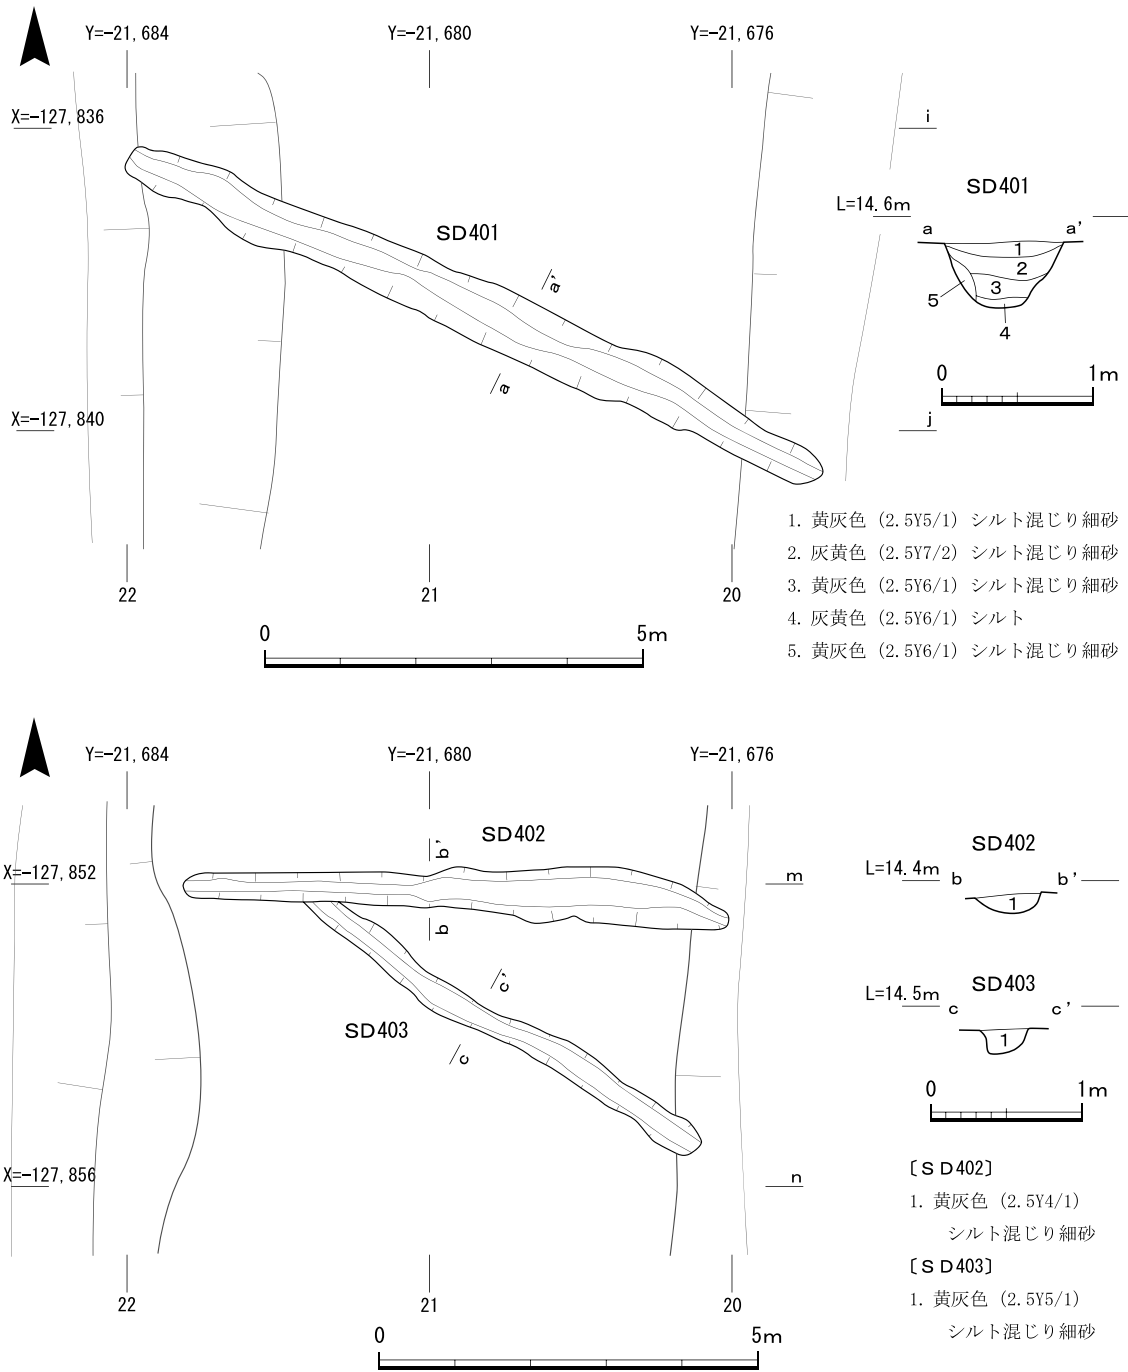 Y=-21,684 Y=-21,680 Y=-21,676
X=-127,836 i
SD401
L=14.6m
a a'
1
2
3
5
4
SD401
a'
a
0 1m
X=-127,840 j
1. 黄灰色 (2.5Y5/1) シルト混じり細砂
2. 灰黄色 (2.5Y7/2) シルト混じり細砂
3. 黄灰色 (2.5Y6/1) シルト混じり細砂
4. 灰黄色 (2.5Y6/1) シルト
5. 黄灰色 (2.5Y6/1) シルト混じり細砂
22 21 20
0 5m
Y=-21,684 Y=-21,680 Y=-21,676
SD402
b'
X=-127,852 m
b
SD402
L=14.4m
b b'
1
c'
SD403
c
SD403
L=14.5m
c c'
1
0 1m
X=-127,856 n
〔SD402〕
1. 黄灰色 (2.5Y4/1)
シルト混じり細砂
〔SD403〕
1. 黄灰色 (2.5Y5/1)
シルト混じり細砂
22 21 20
0 5m